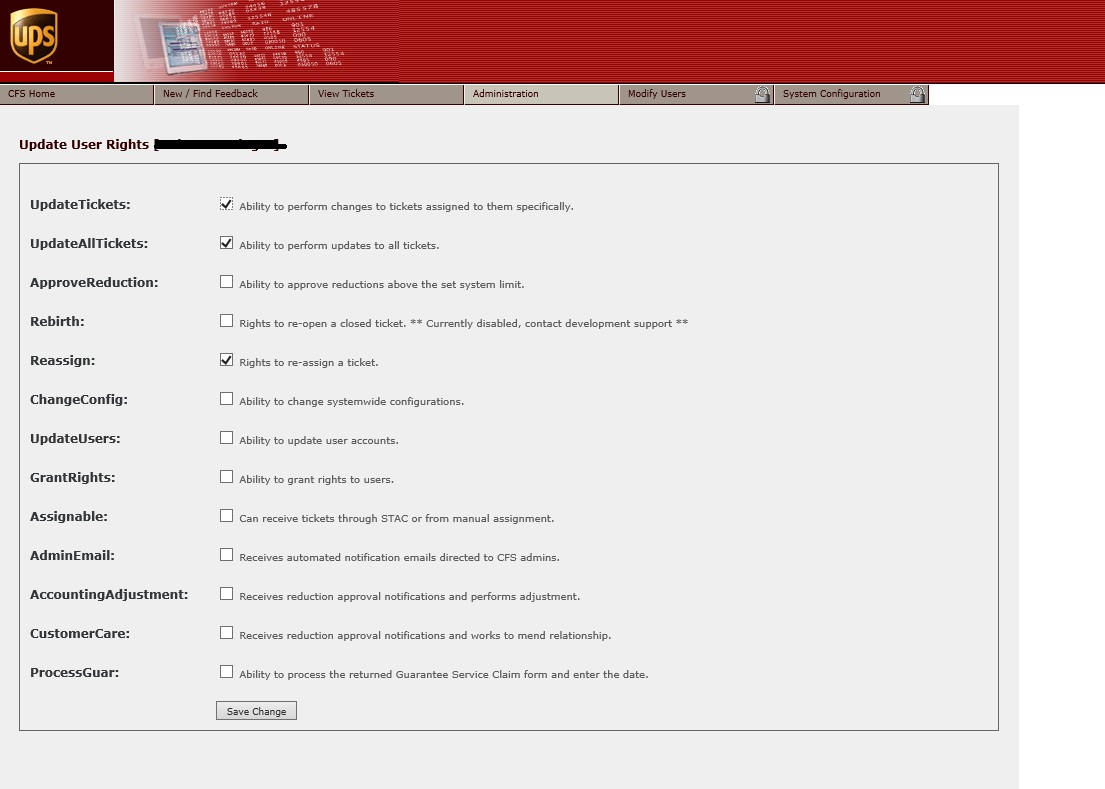 ups
TM
CFS Home
New / Find Feedback
View Tickets
Administration
Modify Users
System Configuration
Update User Rights
UpdateTickets: Ability to perform changes to tickets assigned to them specifically.
UpdateAllTickets: Ability to perform updates to all tickets.
ApproveReduction: Ability to approve reductions above the set system limit.
Rebirth: Rights to re-open a closed ticket. ** Currently disabled, contact development support **
Reassign: Rights to re-assign a ticket.
ChangeConfig: Ability to change systemwide configurations.
UpdateUsers: Ability to update user accounts.
GrantRights: Ability to grant rights to users.
Assignable: Can receive tickets through STAC or from manual assignment.
AdminEmail: Receives automated notification emails directed to CFS admins.
AccountingAdjustment: Receives reduction approval notifications and performs adjustment.
CustomerCare: Receives reduction approval notifications and works to mend relationship.
ProcessGuar: Ability to process the returned Guarantee Service Claim form and enter the date.
Save Change